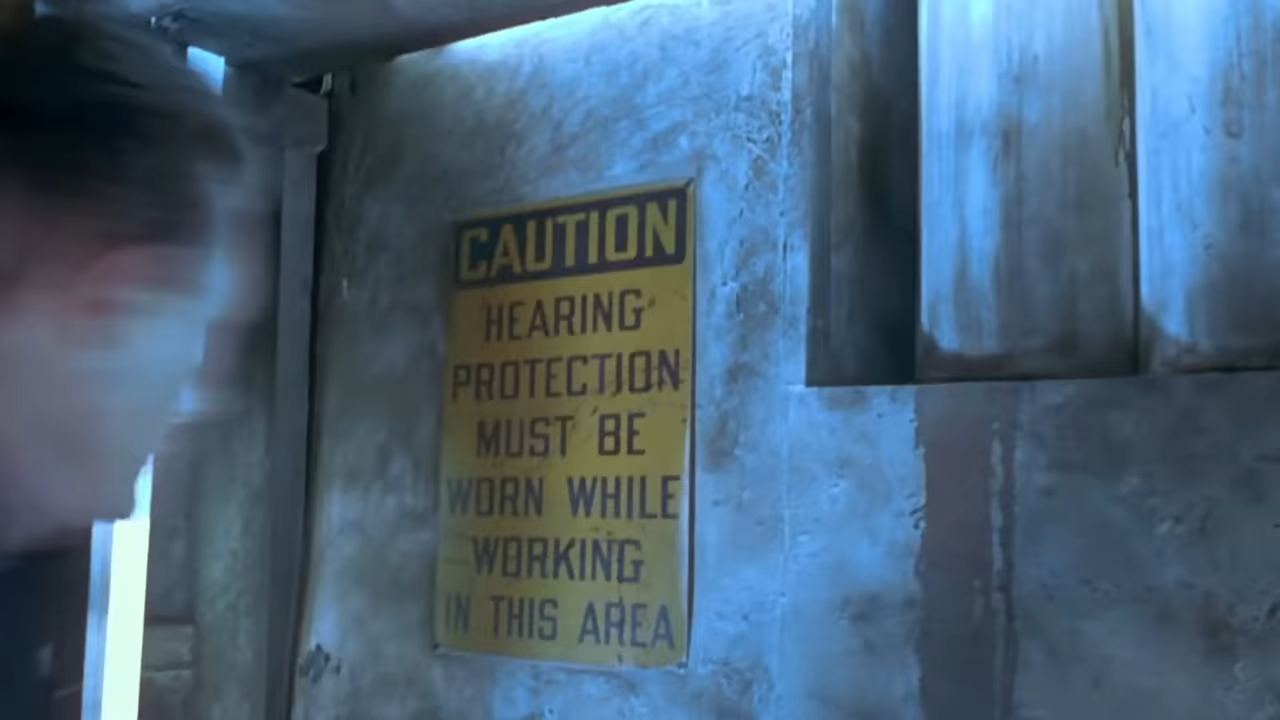 CAUTION
HEARING
PROTECTION
MUST BE
WORN WHILE
WORKING
IN THIS AREA